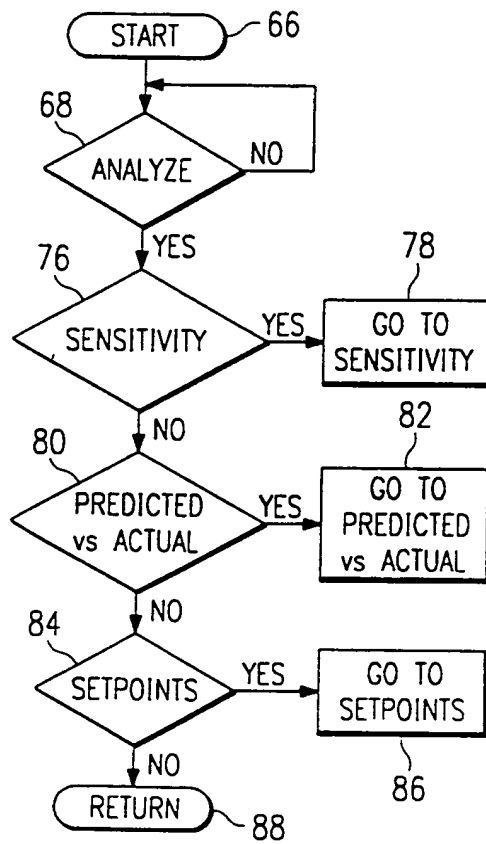 START
66
68
ANALYZE
NO
YES
76
SENSITIVITY
YES
78
GO TO
SENSITIVITY
NO
80
PREDICTED
vs ACTUAL
YES
82
GO TO
PREDICTED
vs ACTUAL
NO
84
SETPOINTS
YES
GO TO
SETPOINTS
86
NO
RETURN
88